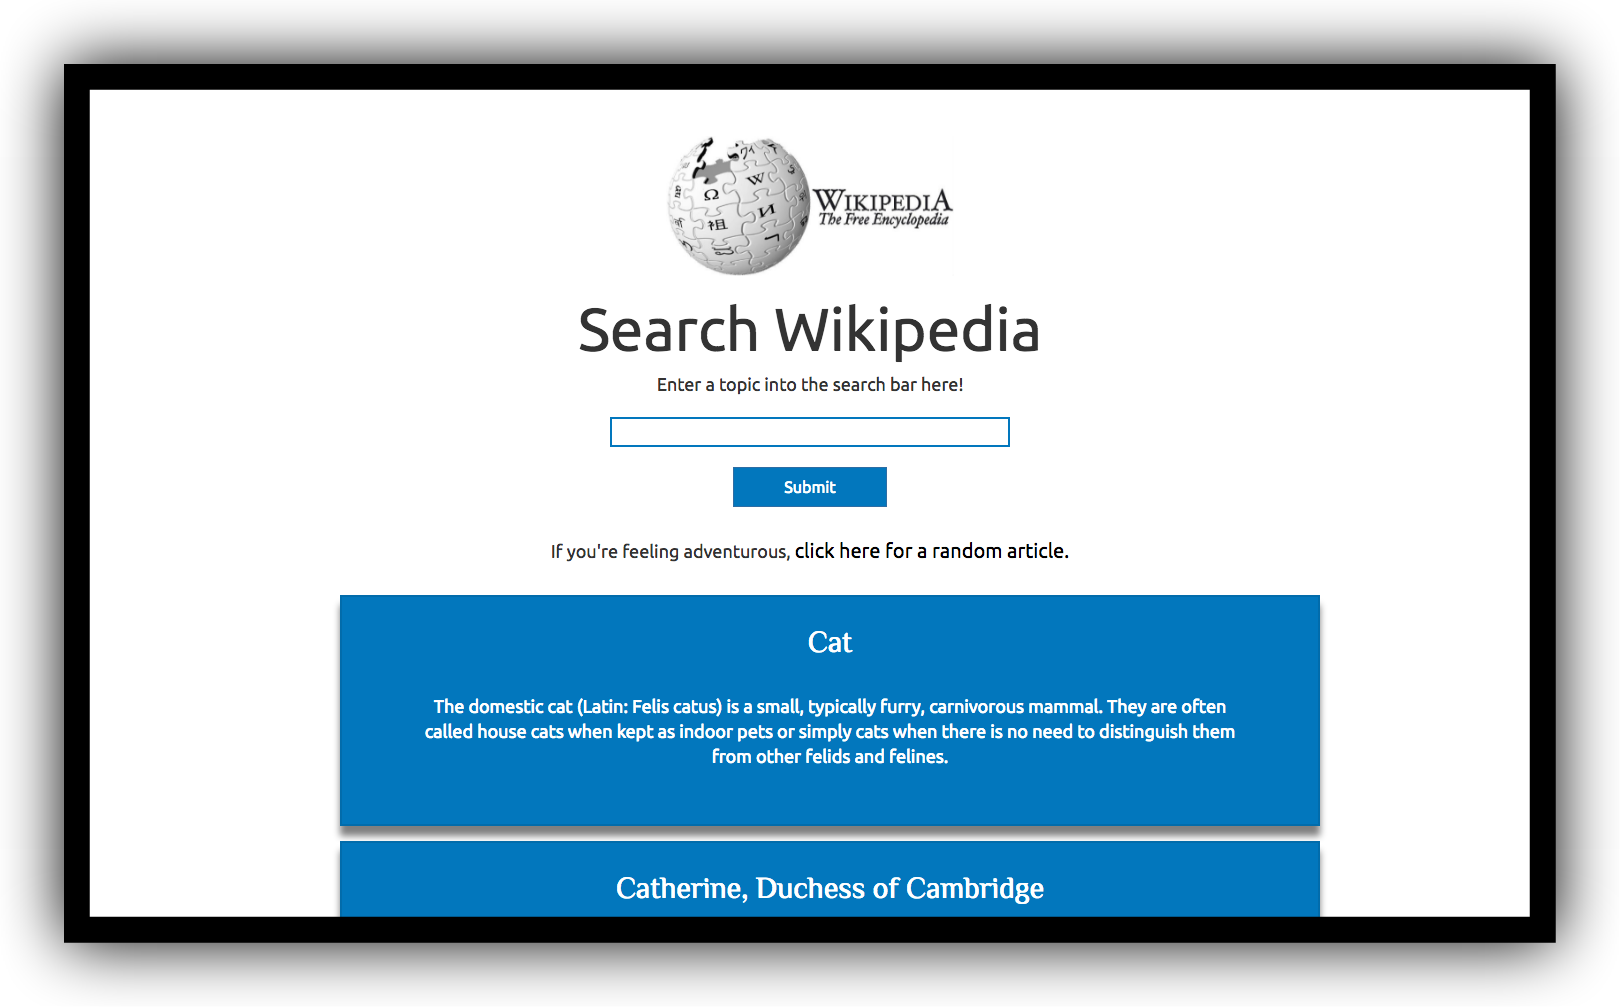 Ω W И 祖
WIKIPEDIA
The Free Encyclopedia
Search Wikipedia
Enter a topic into the search bar here!
Submit
If you're feeling adventurous, click here for a random article.
Cat
The domestic cat (Latin: Felis catus) is a small, typically furry, carnivorous mammal. They are often
called house cats when kept as indoor pets or simply cats when there is no need to distinguish them
from other felids and felines.
Catherine, Duchess of Cambridge